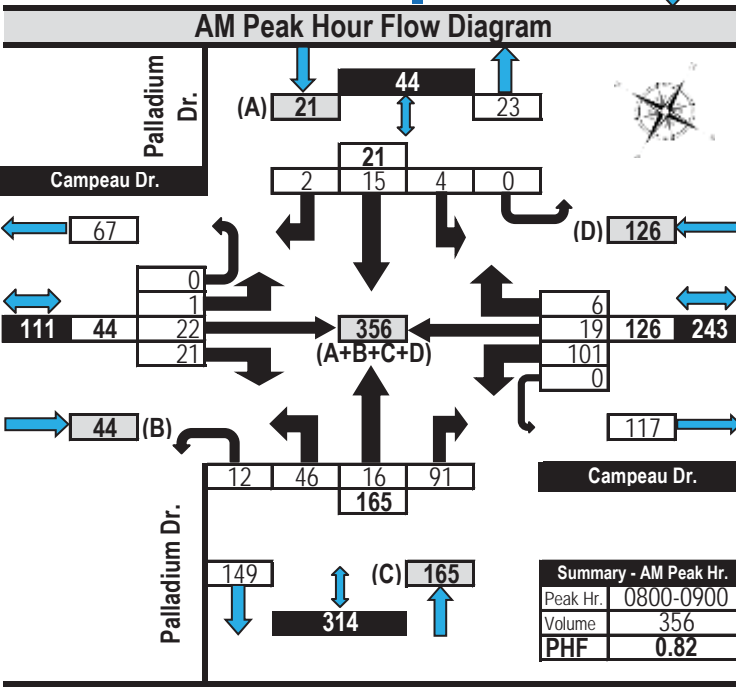 AM Peak Hour Flow Diagram
Palladium
Dr.
44
(A) 21
23
21
Campeau Dr.
2 15 4 0
67
(D) 126
0
1
6
111 44 22
356
19 126 243
21
(A+B+C+D)
101
0
44 (B)
117
12 46 16 91
165
Campeau Dr.
Palladium Dr.
149
(C) 165
314
Summary - AM Peak Hr.
Peak Hr. 0800-0900
Volume 356
PHF 0.82